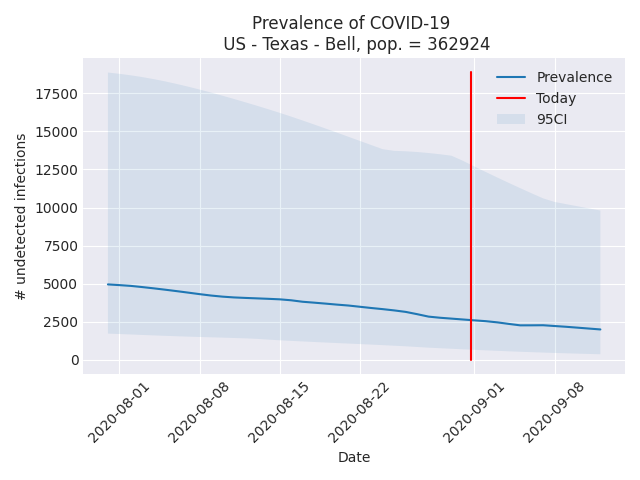 Prevalence of COVID-19
US - Texas - Bell, pop. = 362924
Prevalence
Today
95CI
# undetected infections
17500
15000
12500
10000
7500
5000
2500
0
2020-08-01
2020-08-08
2020-08-15
2020-08-22
2020-09-01
2020-09-08
Date